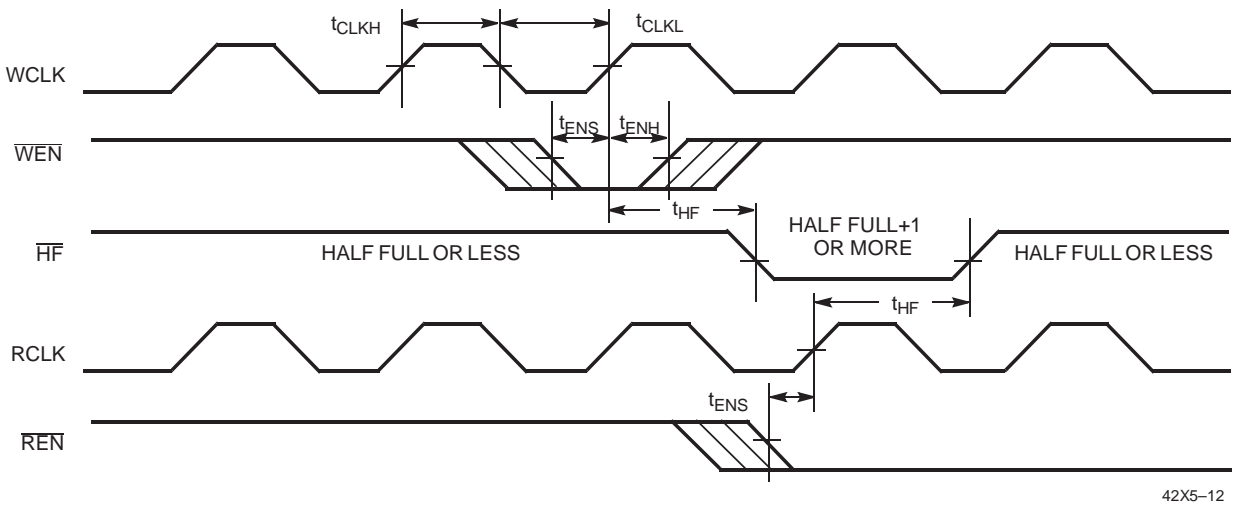 tCLKH
tCLKL
WCLK
tENS
tENH
WEN
tHF
HALF FULL+1
OR MORE
HF
HALF FULL OR LESS
HALF FULL OR LESS
tHF
RCLK
tENS
REN
42X5–12